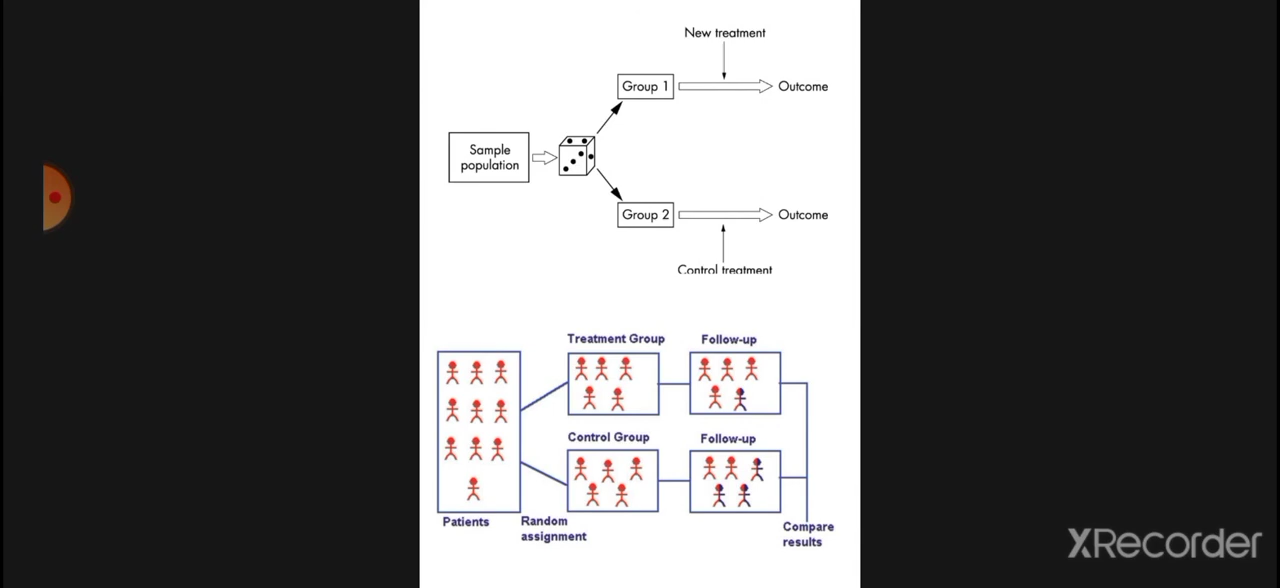 New treatment
Group 1
Outcome
Sample
population
Group 2
Outcome
Control treatment
Treatment Group
Follow-up
Control Group
Follow-up
Patients
Random
assignment
Compare
results
XRecorder